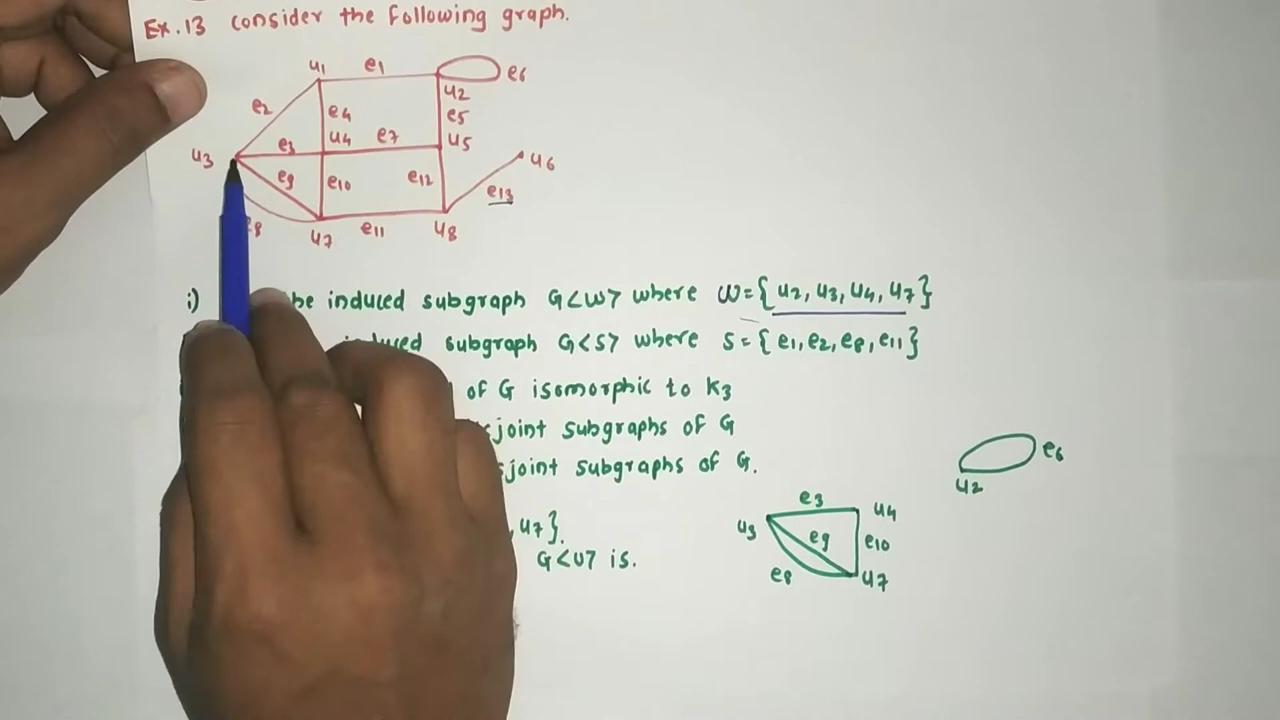 Ex.13 consider the following graph.
u1 e1 e6
u2
e2 e4 e5
u4 e7 u5
u3 e3 u6
e9 e10 e12 e13
e8 u7 e11 u8
i) induced subgraph G<W> where W={u2, u3, u4, u7}
subgraph G<S> where S={e1, e2, e8, e11}
of G isomorphic to K3
subgraphs of G
subgraphs of G.
e6
u2
e3 u4
u3 e9 e10
e8 u7
u7}.
G<U> is.